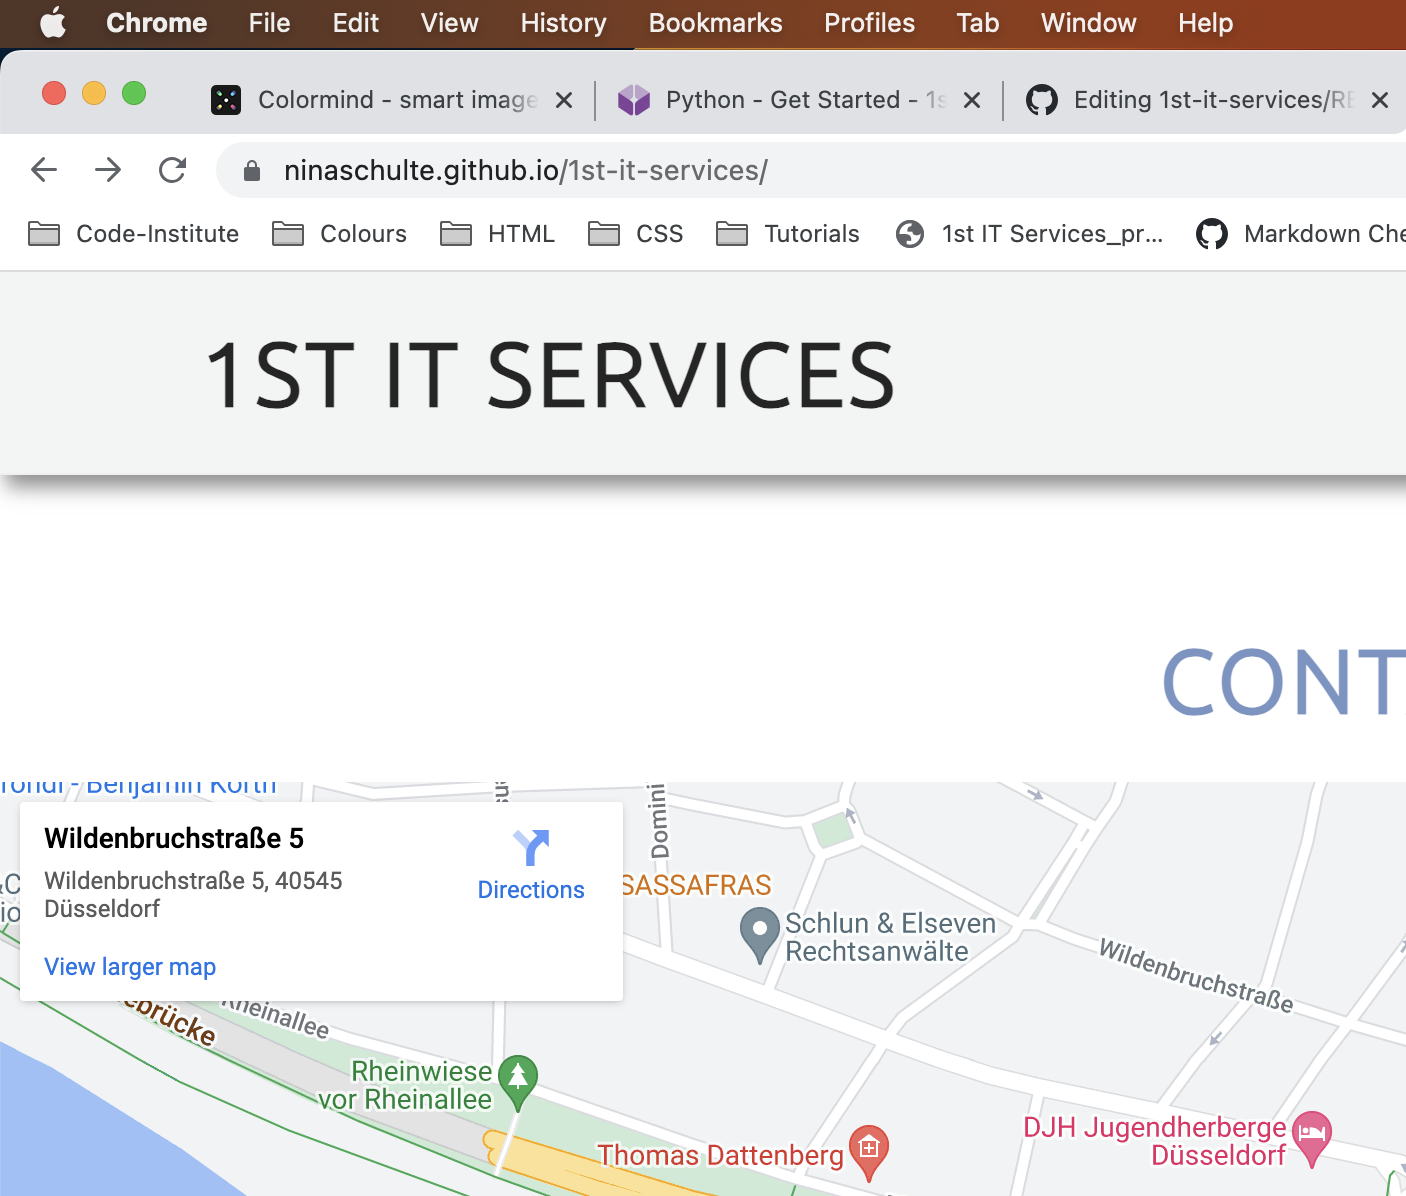 Chrome File Edit View History Bookmarks Profiles Tab Window Help
Colormind - smart image Python - Get Started - 1s Editing 1st-it-services/RE
ninaschulte.github.io/1st-it-services/
Code-Institute Colours HTML CSS Tutorials 1st IT Services_pr... Markdown Che
1ST IT SERVICES
CONT
- Benjamin Korth
Wildenbruchstraße 5
Wildenbruchstraße 5, 40545
Düsseldorf
Directions
View larger map
Domini
SASSAFRAS
Schlun & Elseven
Rechtsanwälte
Wildenbruchstraße
ebrücke
Rheinallee
Rheinwiese
vor Rheinallee
Thomas Dattenberg
DJH Jugendherberge
Düsseldorf